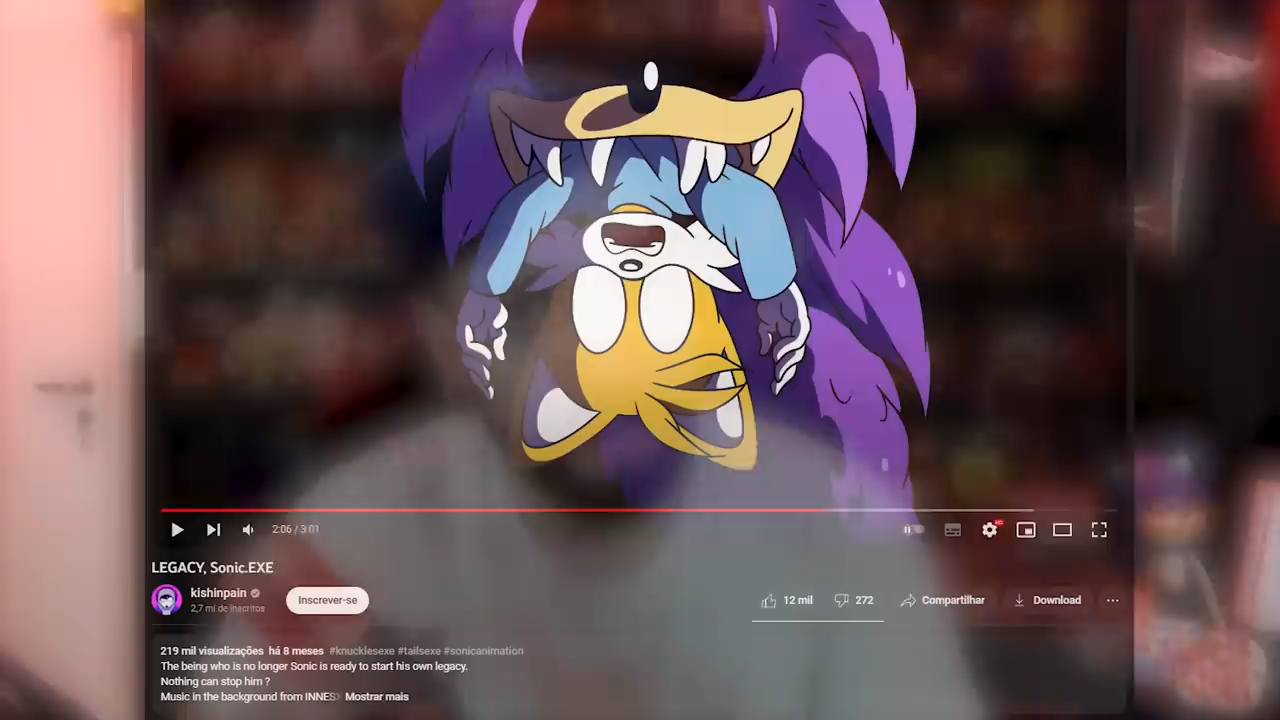 2:06 / 3:01
LEGACY, Sonic.EXE
kishinpain
2,7 mi de inscritos
Inscrever-se
12 mil
272
Compartilhar
Download
219 mil visualizações há 8 meses #knucklesexe #tailsexe #sonicanimation
The being who is no longer Sonic is ready to start his own legacy.
Nothing can stop him ?
Music in the background from INNES Mostrar mais